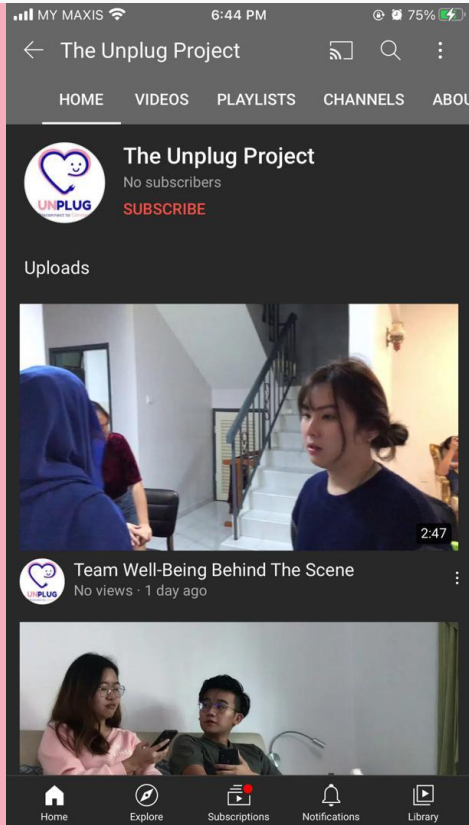 MY MAXIS 6:44 PM 75%
The Unplug Project
HOME VIDEOS PLAYLISTS CHANNELS ABOU
UNPLUG
The Unplug Project
No subscribers
SUBSCRIBE
Uploads
2:47
UNPLUG
Team Well-Being Behind The Scene
No views · 1 day ago
Home Explore Subscriptions Notifications Library